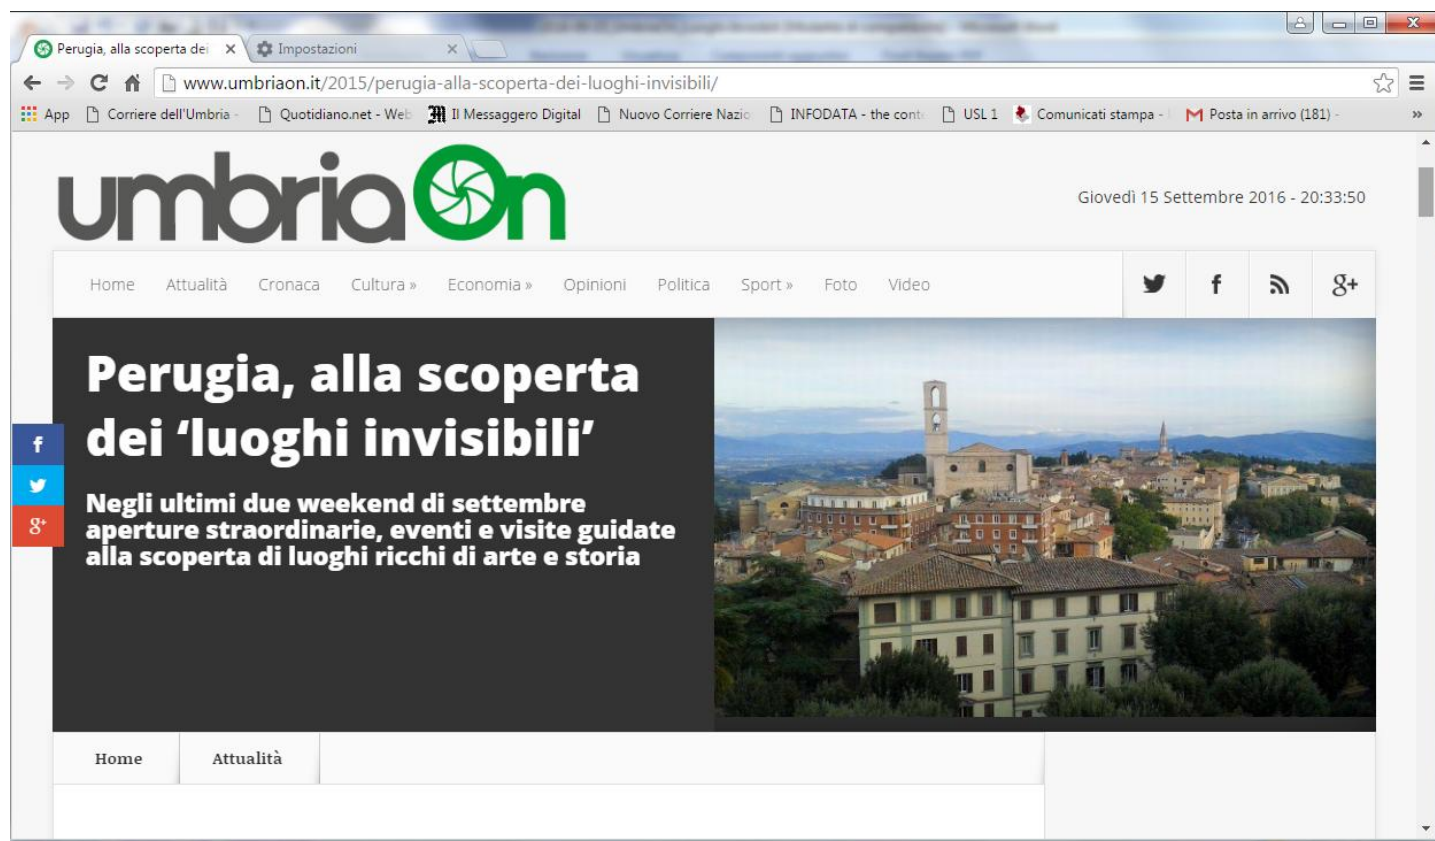 Perugia, alla scoperta dei
Impostazioni
www.umbriaon.it/2015/perugia-alla-scoperta-dei-luoghi-invisibili/
App Corriere dell'Umbria - Quotidiano.net - Web Il Messaggero Digital Nuovo Corriere Nazio INFODATA - the cont USL 1 Comunicati stampa - Posta in arrivo (181) - »
umbriaOn
Giovedì 15 Settembre 2016 - 20:33:50
Home Attualità Cronaca Cultura » Economia » Opinioni Politica Sport » Foto Video
Perugia, alla scoperta
dei ‘luoghi invisibili’
Negli ultimi due weekend di settembre
aperture straordinarie, eventi e visite guidate
alla scoperta di luoghi ricchi di arte e storia
Home Attualità